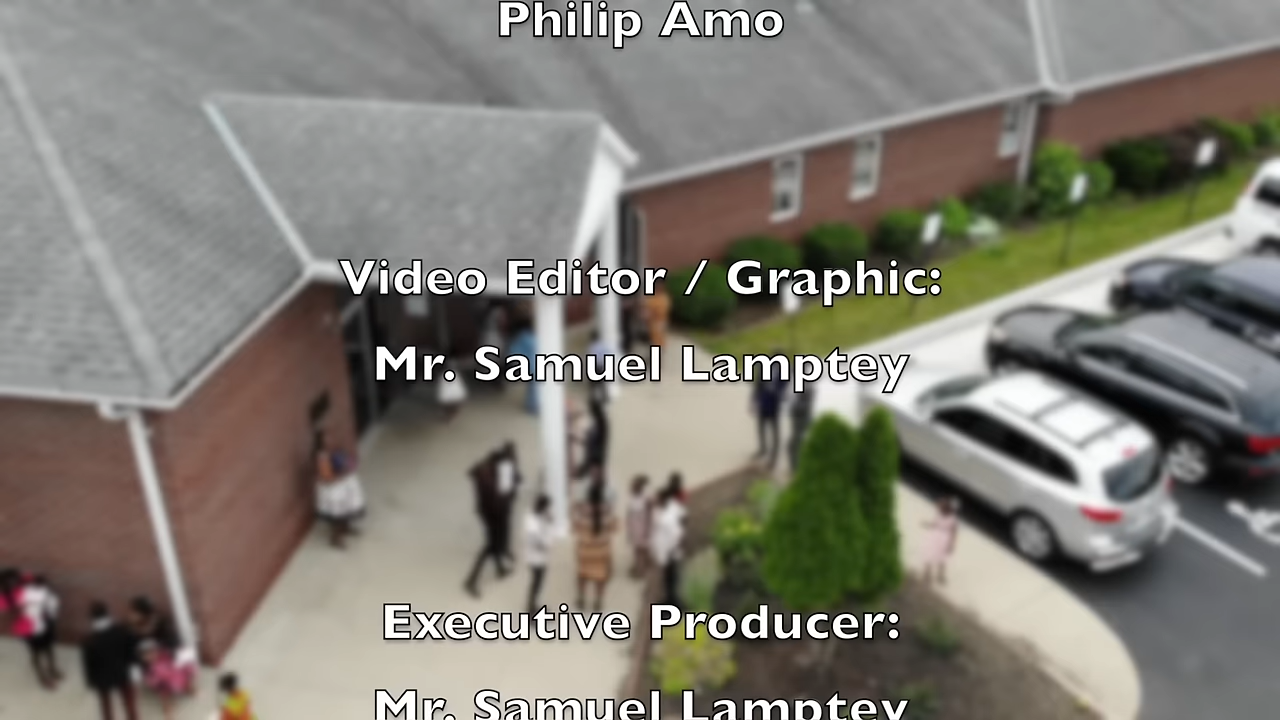 Philip Amo
Video Editor / Graphic:
Mr. Samuel Lamptey
Executive Producer:
Mr. Samuel Lamptey